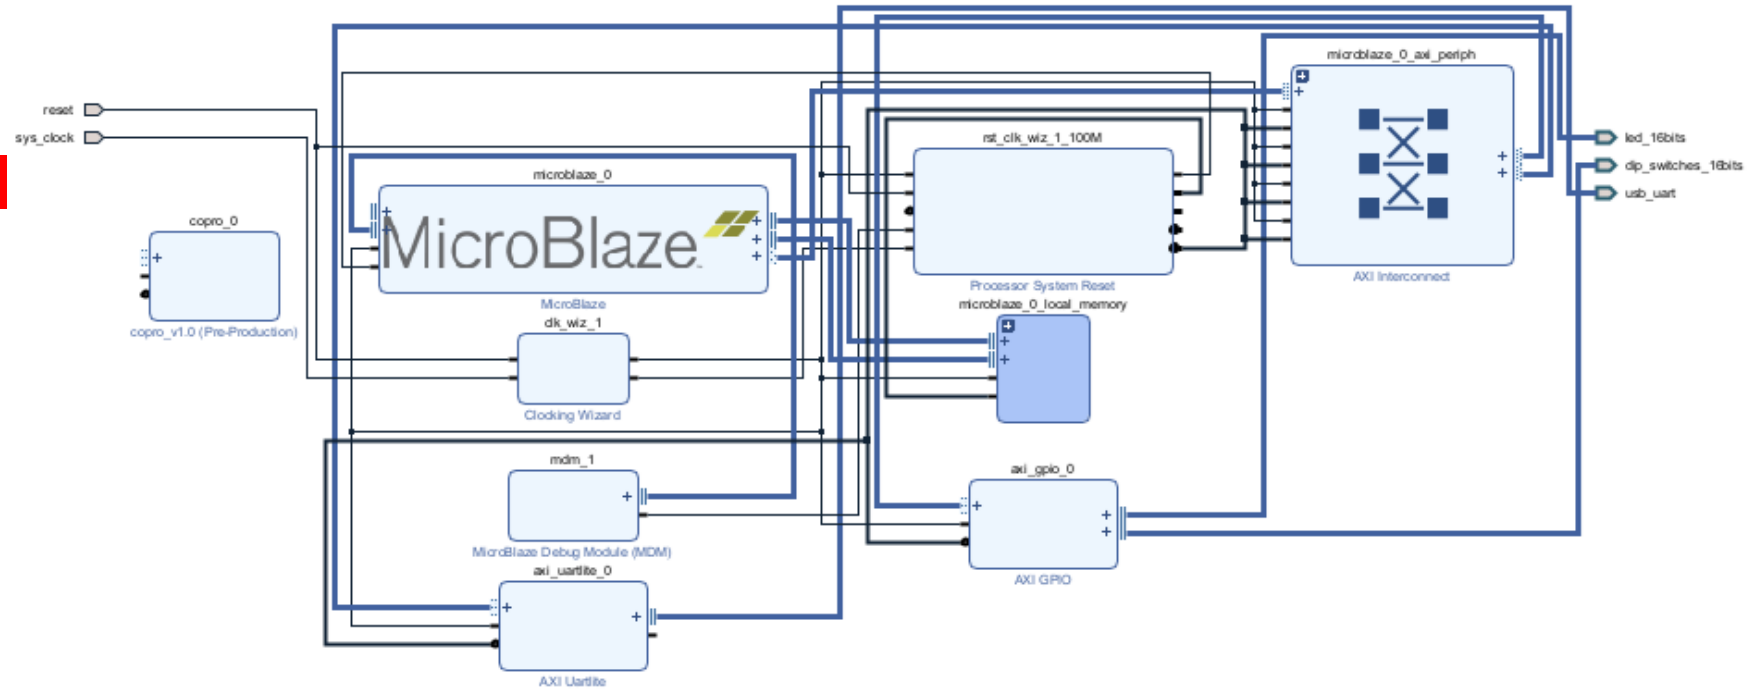 microblaze_0_axi_periph
reset
sys_clock
led_16bits
dip_switches_16bits
usb_uart
rst_clk_wiz_1_100M
microblaze_0
MicroBlaze
copro_0
Processor System Reset
AXI Interconnect
MicroBlaze
microblaze_0_local_memory
copro_v1.0 (Pre-Production)
clk_wiz_1
Clocking Wizard
mdm_1
axi_gpio_0
MicroBlaze Debug Module (MDM)
axi_uartlite_0
AXI GPIO
AXI Uartlite